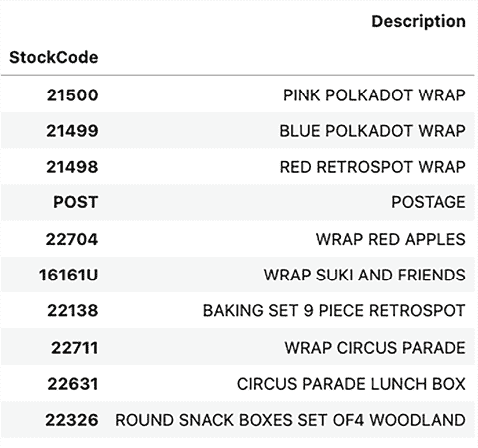 Description
StockCode
21500 PINK POLKADOT WRAP
21499 BLUE POLKADOT WRAP
21498 RED RETROSPOT WRAP
POST POSTAGE
22704 WRAP RED APPLES
16161U WRAP SUKI AND FRIENDS
22138 BAKING SET 9 PIECE RETROSPOT
22711 WRAP CIRCUS PARADE
22631 CIRCUS PARADE LUNCH BOX
22326 ROUND SNACK BOXES SET OF4 WOODLAND